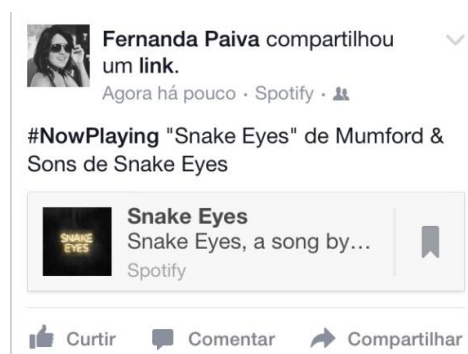 Fernanda Paiva compartilhou
um link.
Agora há pouco · Spotify ·
#NowPlaying "Snake Eyes" de Mumford &
Sons de Snake Eyes
SNAKE
EYES
Snake Eyes
Snake Eyes, a song by...
Spotify
Curtir Comentar Compartilhar